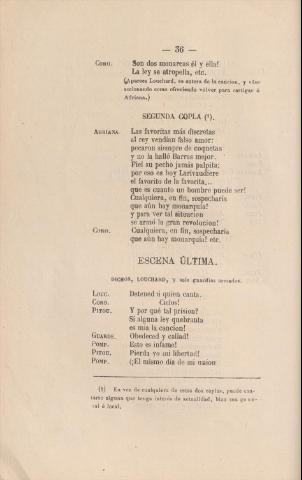 — 36 —
CORO. Son dos monarcas él y ella!
La ley se atropella, etc.
(Aparece Louchard, se entera de la cancion, y vase
accionando como ofreciendo volver para castigar á
Adriana.)
SEGUNDA COPLA (1).
ADRIANA. Las favoritas más discretas
al rey vendian falso amor:
pecaron siempre de coquetas
y no la halló Barras mejor.
Fiel su pecho jamás palpita;
por eso es hoy Larivaudiere
el favorito de la favorita,..
que es cuanto un hombre puede ser!
Cualquiera, en fin, sospecharia
que aún hay monarquía!
y para ver tal situacion
se armó la gran revolucion!
CORO. Cualquiera, en fin, sospecharia
que aún hay monarquía! etc.
ESCENA ÚLTIMA.
DICHOS, LOUCHARD, y seis guardias armados.
LOUC. Detened á quien canta.
CORO. Cielos!
PITOU. Y por qué tal prision?
Si alguna ley quebranta
es mia la cancion!
GUARDS. Obedeced y callad!
POMP. Esto es infame!
PITOU. Pierda yo mi libertad!
POMP. (¡El mismo dia de mi union
(1) En vez de cualquiera de estas dos coplas, puede can-
tarse alguna que tenga interés de actualidad, bien sea ge ne-
ral ó local.